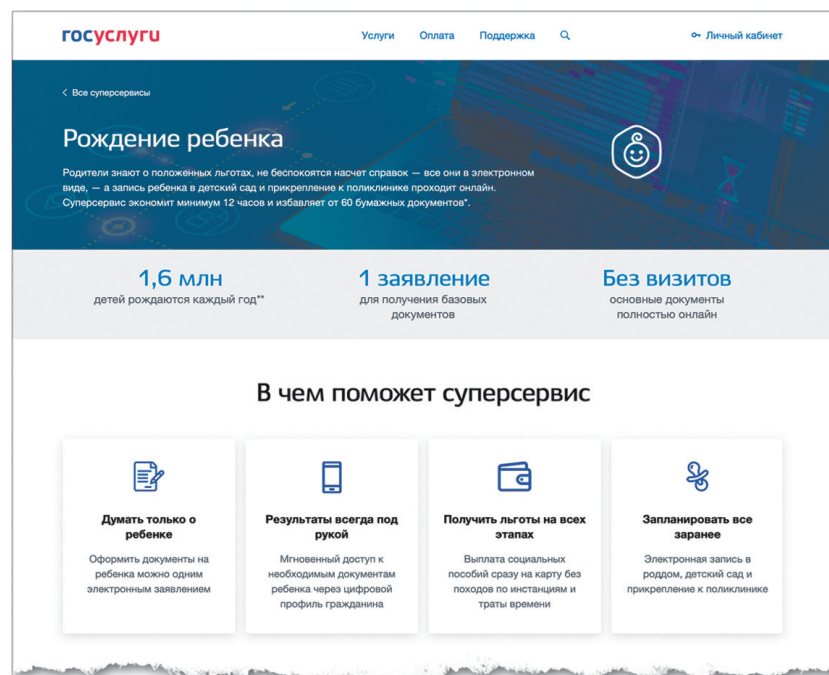 госуслуги
Услуги Оплата Поддержка Личный кабинет
< Все суперсервисы
Рождение ребенка
Родители знают о положенных льготах, не беспокоятся насчет справок — все они в электронном
виде, — а запись ребенка в детский сад и прикрепление к поликлинике проходит онлайн.
Суперсервис экономит минимум 12 часов и избавляет от 60 бумажных документов*.
1,6 млн
детей рождаются каждый год**
1 заявление
для получения базовых
документов
Без визитов
основные документы
полностью онлайн
В чем поможет суперсервис
Думать только о
ребенке
Оформить документы на
ребенка можно одним
электронным заявлением
Результаты всегда под
рукой
Мгновенный доступ к
необходимым документам
ребенка через цифровой
профиль гражданина
Получить льготы на всех
этапах
Выплата социальных
пособий сразу на карту без
походов по инстанциям и
траты времени
Запланировать все
заранее
Электронная запись в
роддом, детский сад и
прикрепление к поликлинике